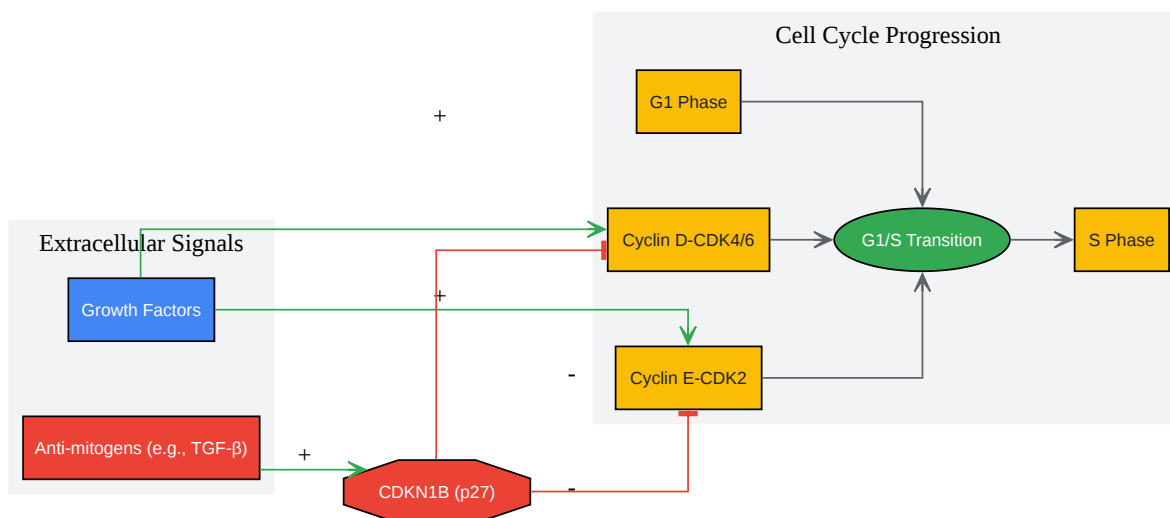 Cell Cycle Progression
G1 Phase
+
Extracellular Signals
Cyclin D-CDK4/6
G1/S Transition
S Phase
Growth Factors
+
Cyclin E-CDK2
-
Anti-mitogens (e.g., TGF-β)
+
CDKN1B (p27)
-